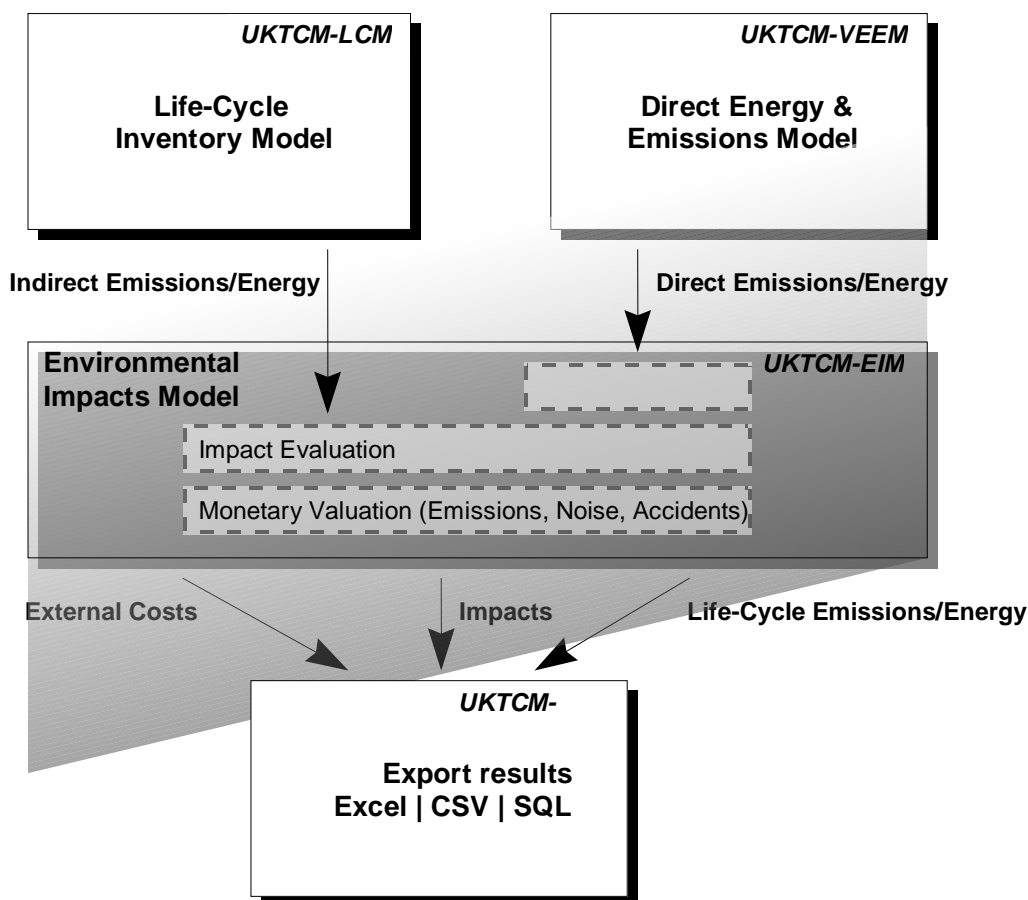 UKTCM-LCM
Life-Cycle
Inventory Model
UKTCM-VEEM
Direct Energy &
Emissions Model
Indirect Emissions/Energy
Direct Emissions/Energy
Environmental
Impacts Model
UKTCM-EIM
Impact Evaluation
Monetary Valuation (Emissions, Noise, Accidents)
External Costs
Impacts
Life-Cycle Emissions/Energy
UKTCM-
Export results
Excel | CSV | SQL